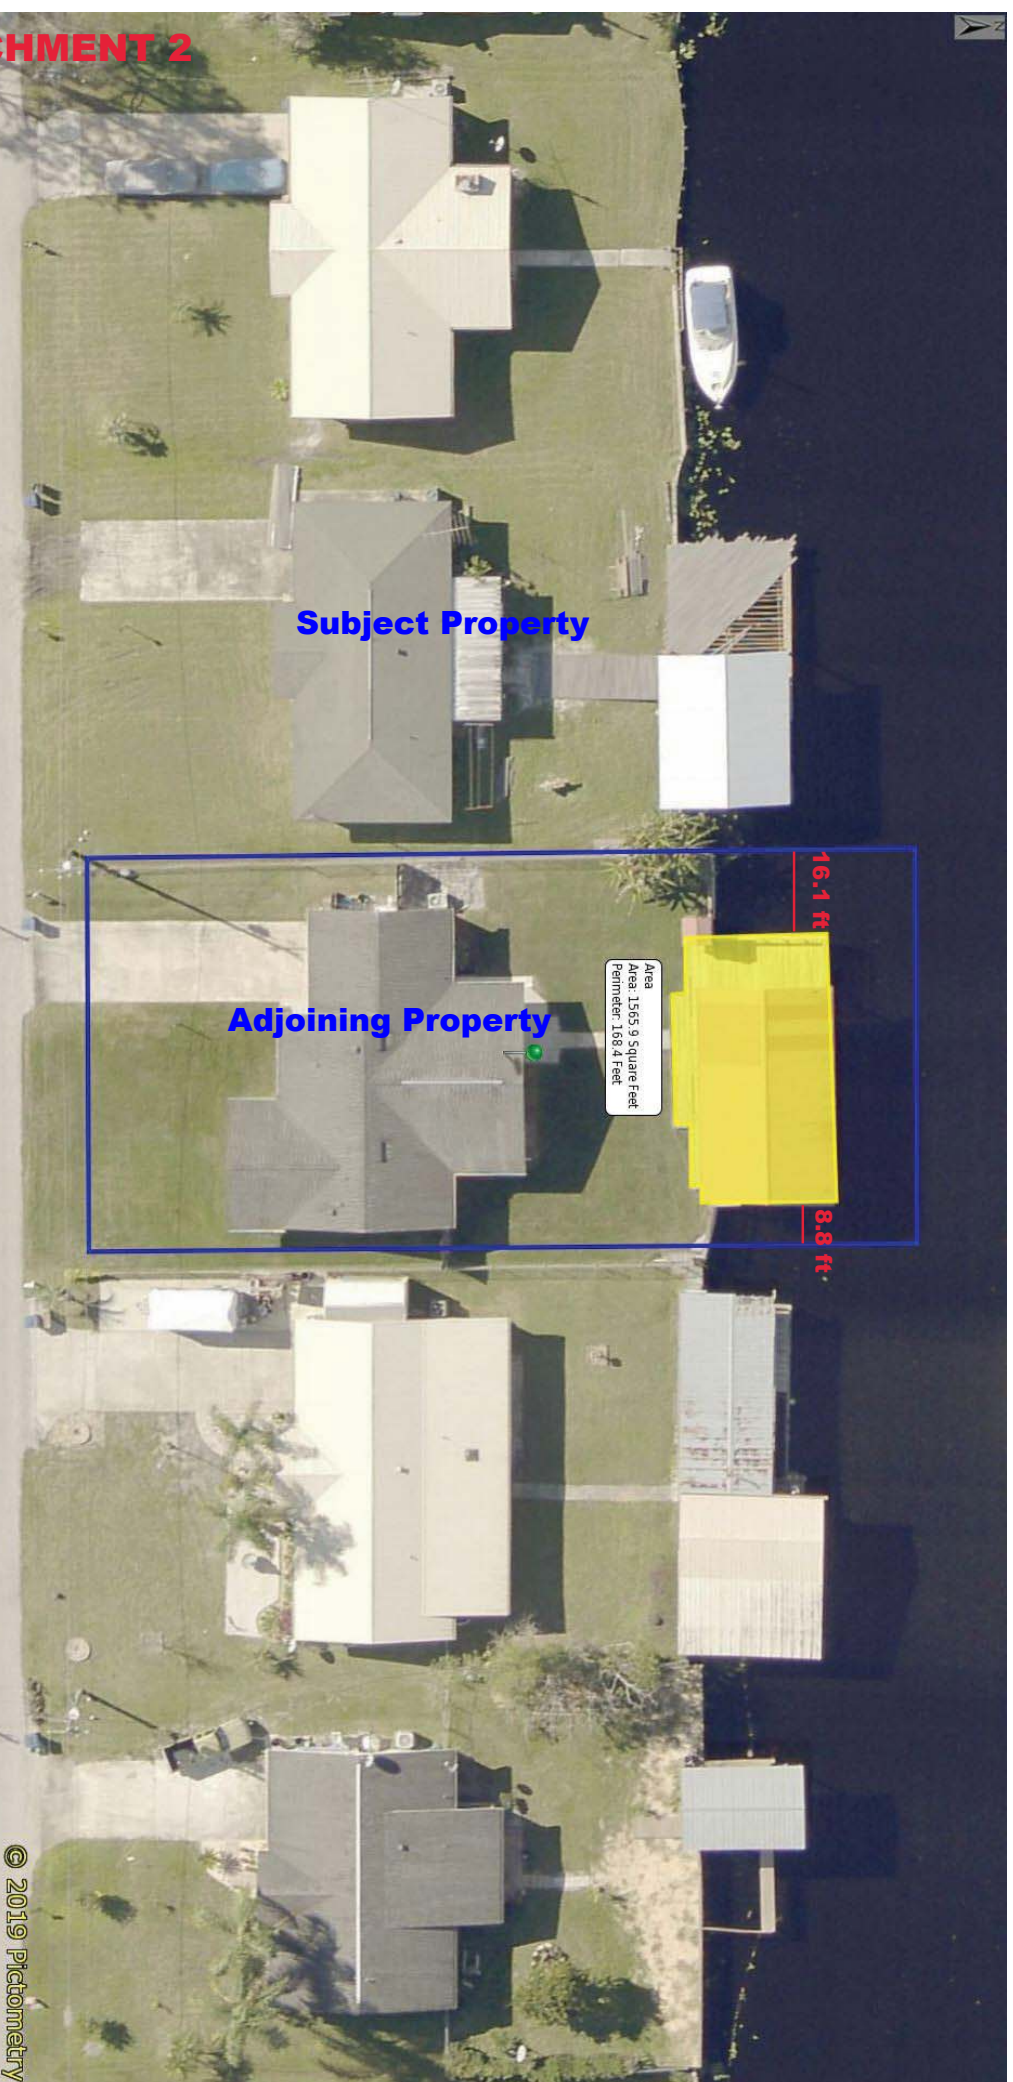 CHMENT 2
N
Subject Property
16.1 ft
Area
Area: 1565.9 Square Feet
Perimeter: 168.4 Feet
Adjoining Property
8.8 ft
© 2019 Pictometry